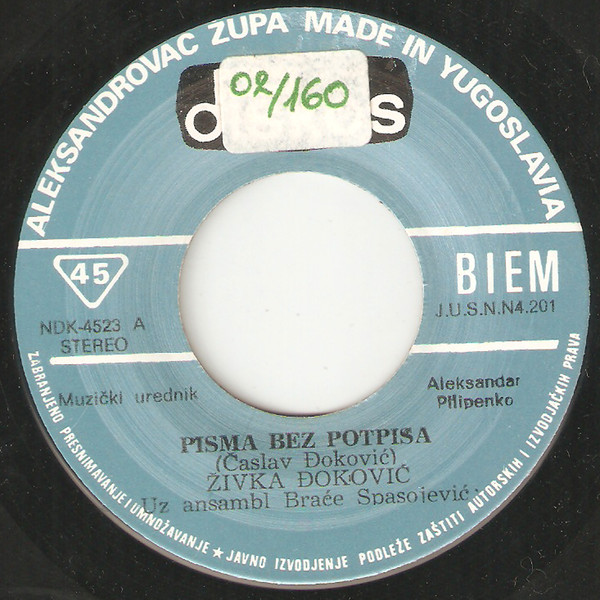 ALEKSANDROVAC ŽUPA MADE IN YUGOSLAVIA
02/160
45
BIEM
J.U.S.N.N4.201
NDK-4523 A
STEREO
Muzički urednik
Aleksandar
Pilipenko
PISMA BEZ POTPISA
(Časlav Đoković)
ŽIVKA ĐOKOVIĆ
Uz ansambl Braće Spasojević
ZABRANJENO PRESNIMAVANJE I UMNOŽAVANJE ★ JAVNO IZVODJENJE PODLEŽE ZAŠTITI AUTORSKIH I IZVODJAČKIH PRAVA